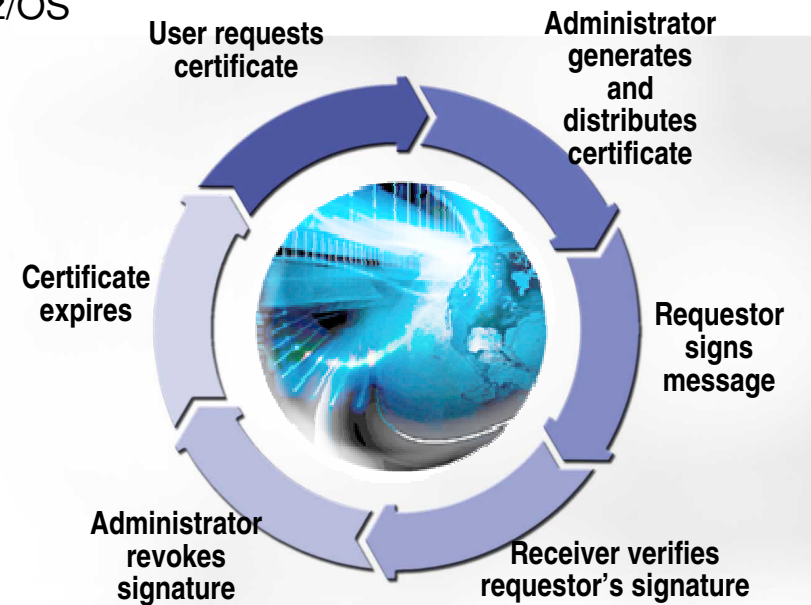 z/OS
User requests
certificate
Administrator
generates
and
distributes
certificate
Requestor
signs
message
Receiver verifies
requestor's signature
Administrator
revokes
signature
Certificate
expires